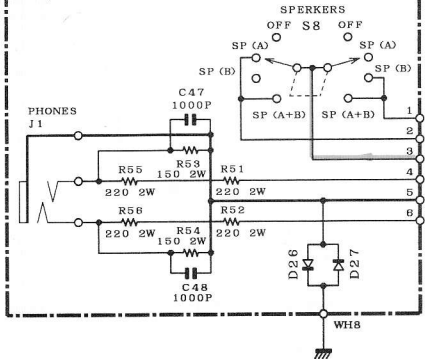 SPERKERS
OFF S8 OFF
SP (A) SP (A)
SP (B) SP (B)
C47
1000P
SP (A+B) SP (A+B)
1
2
3
4
5
6
PHONES
J1
R53
150 2W
R55
220 2W
R51
220 2W
R56
220 2W
R52
220 2W
R54
150 2W
C48
1000P
D26
D27
WH8